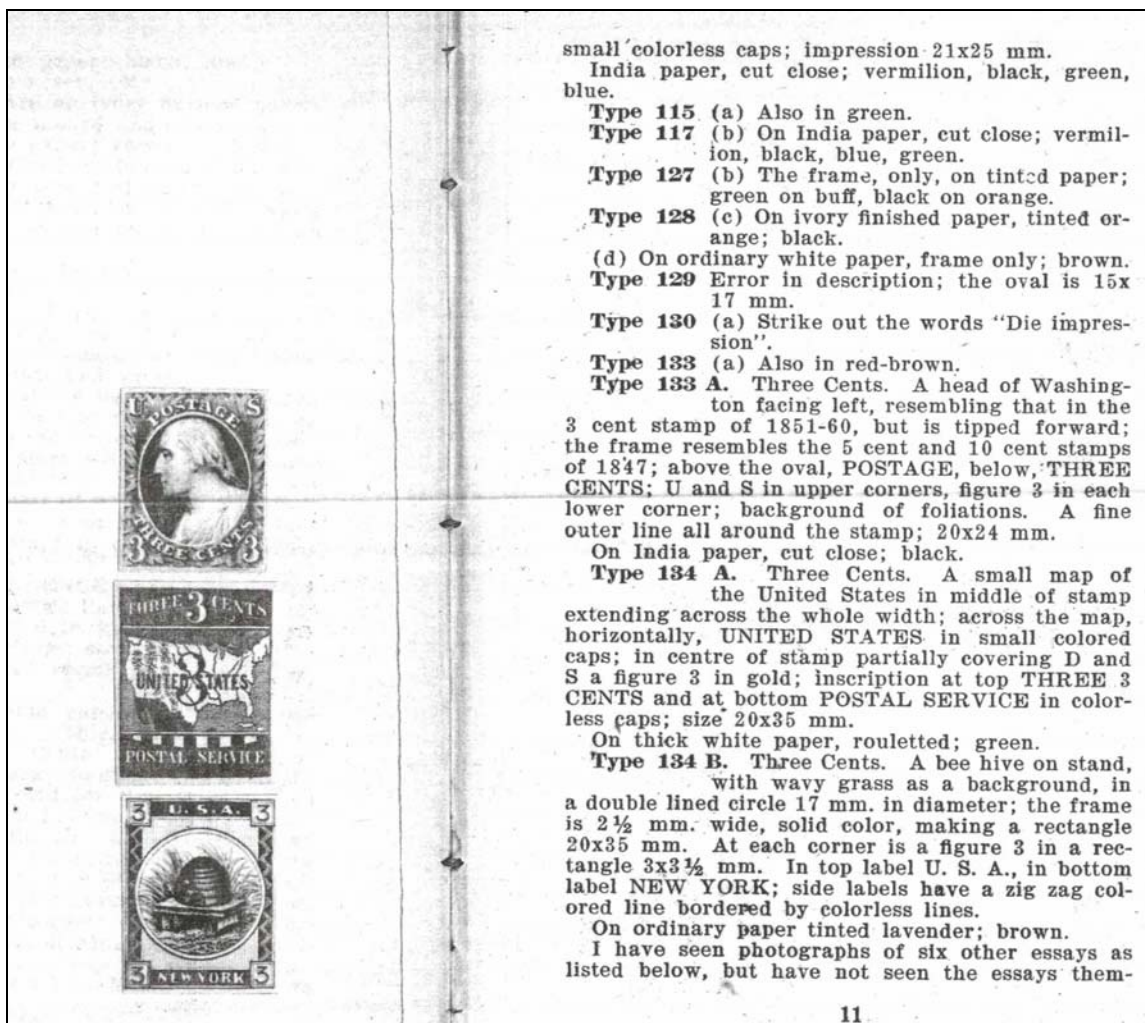 U POSTAGE S
THREE CENTS
3 3
THREE 3 CENTS
UNITED STATES
3
POSTAL SERVICE
3 U.S.A. 3
3 NEW YORK 3
small colorless caps; impression 21x25 mm.
India paper, cut close; vermilion, black, green,
blue.
Type 115 (a) Also in green.
Type 117 (b) On India paper, cut close; vermil-
ion, black, blue, green.
Type 127 (b) The frame, only, on tinted paper;
green on buff, black on orange.
Type 128 (c) On ivory finished paper, tinted or-
ange; black.
(d) On ordinary white paper, frame only; brown.
Type 129 Error in description; the oval is 15x
17 mm.
Type 130 (a) Strike out the words "Die impres-
sion".
Type 133 (a) Also in red-brown.
Type 133 A. Three Cents. A head of Washing-
ton facing left, resembling that in the
3 cent stamp of 1851-60, but is tipped forward;
the frame resembles the 5 cent and 10 cent stamps
of 1847; above the oval, POSTAGE, below, THREE
CENTS; U and S in upper corners, figure 3 in each
lower corner; background of foliations. A fine
outer line all around the stamp; 20x24 mm.
On India paper, cut close; black.
Type 134 A. Three Cents. A small map of
the United States in middle of stamp
extending across the whole width; across the map,
horizontally, UNITED STATES in small colored
caps; in centre of stamp partially covering D and
S a figure 3 in gold; inscription at top THREE 3
CENTS and at bottom POSTAL SERVICE in color-
less caps; size 20x35 mm.
On thick white paper, rouletted; green.
Type 134 B. Three Cents. A bee hive on stand,
with wavy grass as a background, in
a double lined circle 17 mm. in diameter; the frame
is 2½ mm. wide, solid color, making a rectangle
20x35 mm. At each corner is a figure 3 in a rec-
tangle 3x3½ mm. In top label U. S. A., in bottom
label NEW YORK; side labels have a zig zag col-
ored line bordered by colorless lines.
On ordinary paper tinted lavender; brown.
I have seen photographs of six other essays as
listed below, but have not seen the essays them-
11